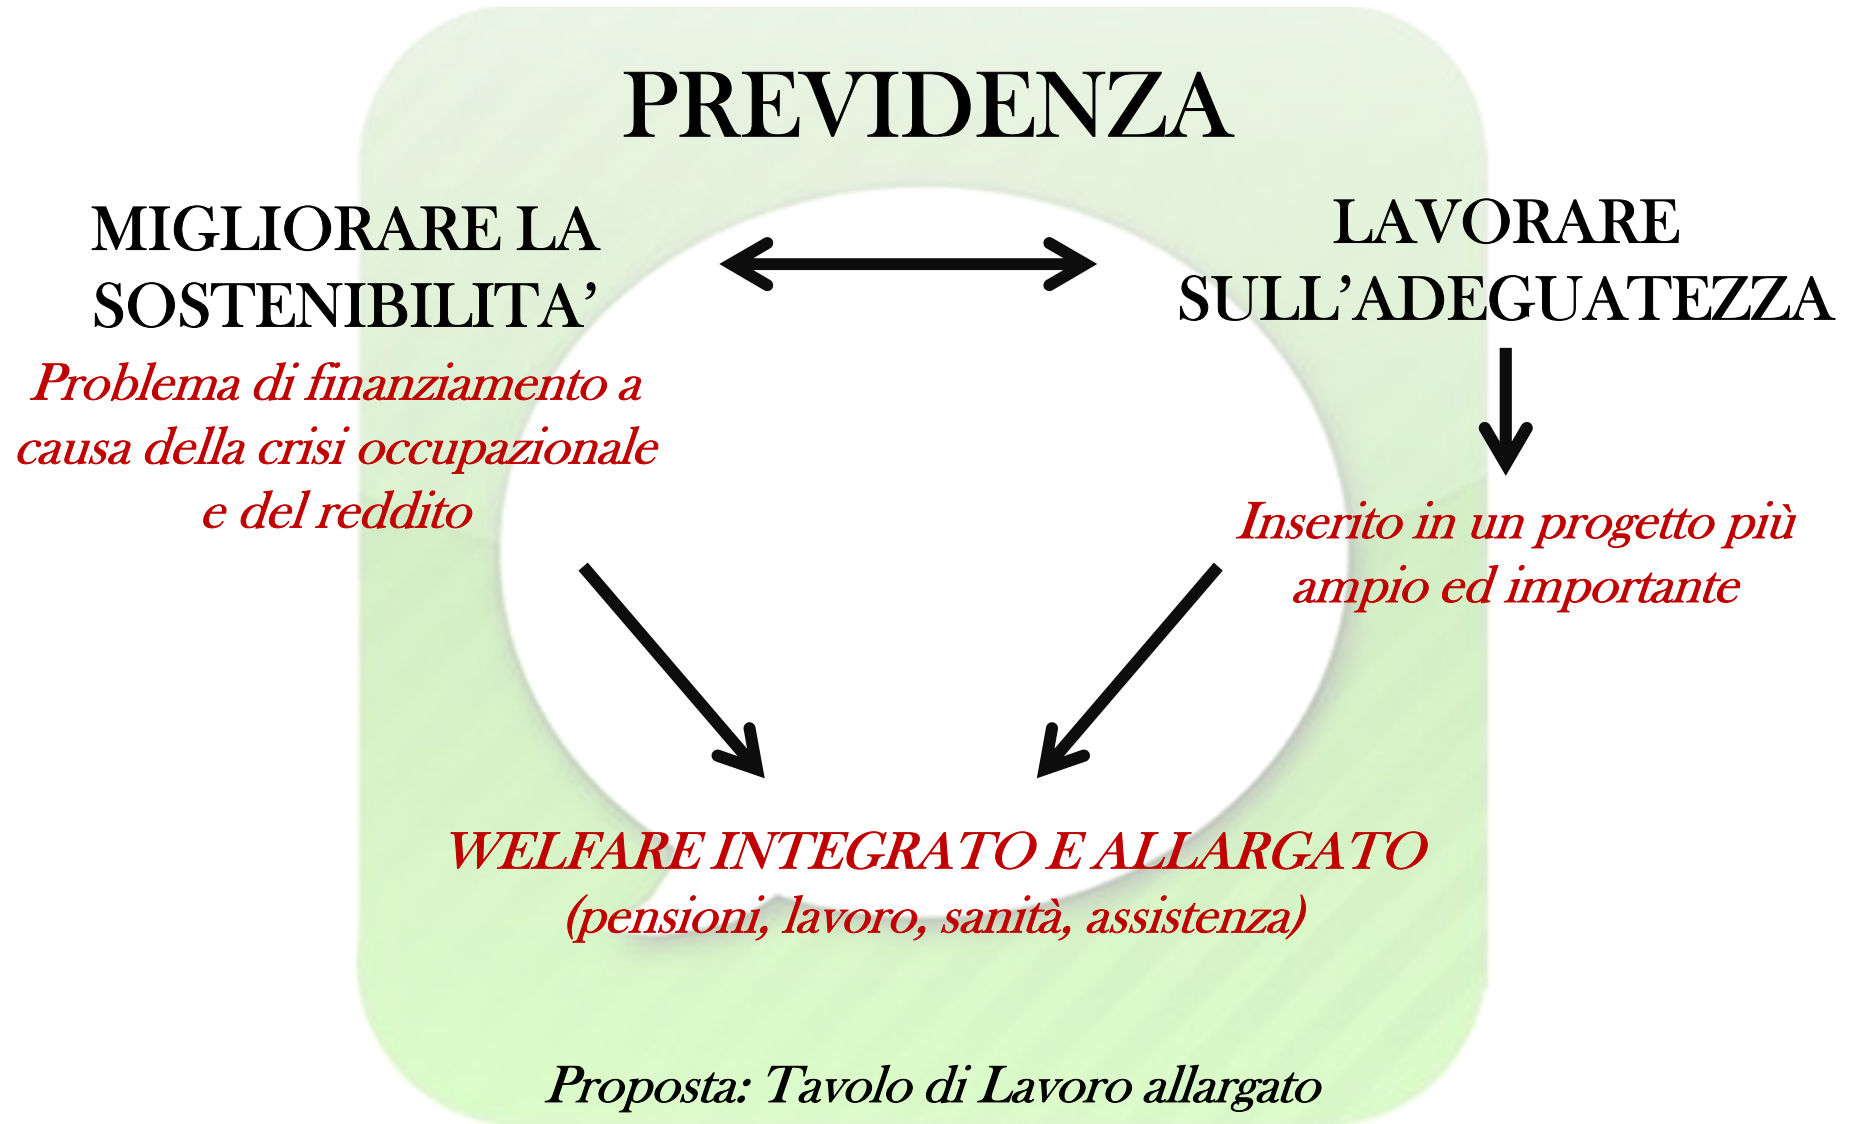 PREVIDENZA
MIGLIORARE LA
SOSTENIBILITA’
Problema di finanziamento a
causa della crisi occupazionale
e del reddito
LAVORARE
SULL’ADEGUATEZZA
Inserito in un progetto più
ampio ed importante
WELFARE INTEGRATO E ALLARGATO
(pensioni, lavoro, sanità, assistenza)
Proposta: Tavolo di Lavoro allargato